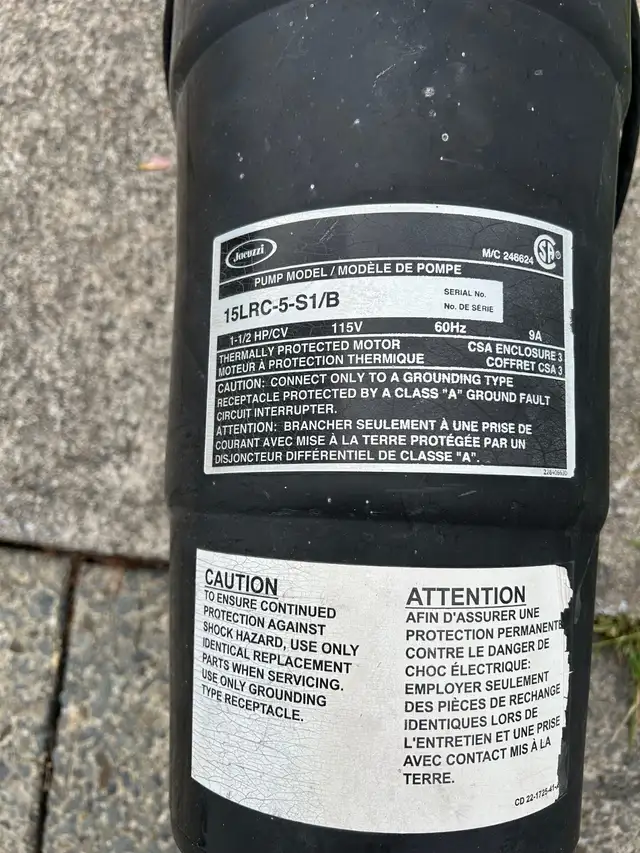 Jacuzzi
M/C 246624
SA ®
PUMP MODEL / MODÈLE DE POMPE
15LRC-5-S1/B
SERIAL No.
No. DE SÉRIE
1-1/2 HP/CV 115V 60Hz 9A
THERMALLY PROTECTED MOTOR
MOTEUR À PROTECTION THERMIQUE
CSA ENCLOSURE 3
COFFRET CSA 3
CAUTION: CONNECT ONLY TO A GROUNDING TYPE
RECEPTACLE PROTECTED BY A CLASS "A" GROUND FAULT
CIRCUIT INTERRUPTER.
ATTENTION: BRANCHER SEULEMENT À UNE PRISE DE
COURANT AVEC MISE À LA TERRE PROTÉGÉE PAR UN
DISJONCTEUR DIFFÉRENTIEL DE CLASSE "A".
CAUTION
TO ENSURE CONTINUED
PROTECTION AGAINST
SHOCK HAZARD, USE ONLY
IDENTICAL REPLACEMENT
PARTS WHEN SERVICING.
USE ONLY GROUNDING
TYPE RECEPTACLE.
ATTENTION
AFIN D'ASSURER UNE
PROTECTION PERMANENTE
CONTRE LE DANGER DE
CHOC ÉLECTRIQUE:
EMPLOYER SEULEMENT
DES PIÈCES DE RECHANGE
IDENTIQUES LORS DE
L'ENTRETIEN ET UNE PRISE
AVEC CONTACT MIS À LA
TERRE.
CD 22-1725-41-